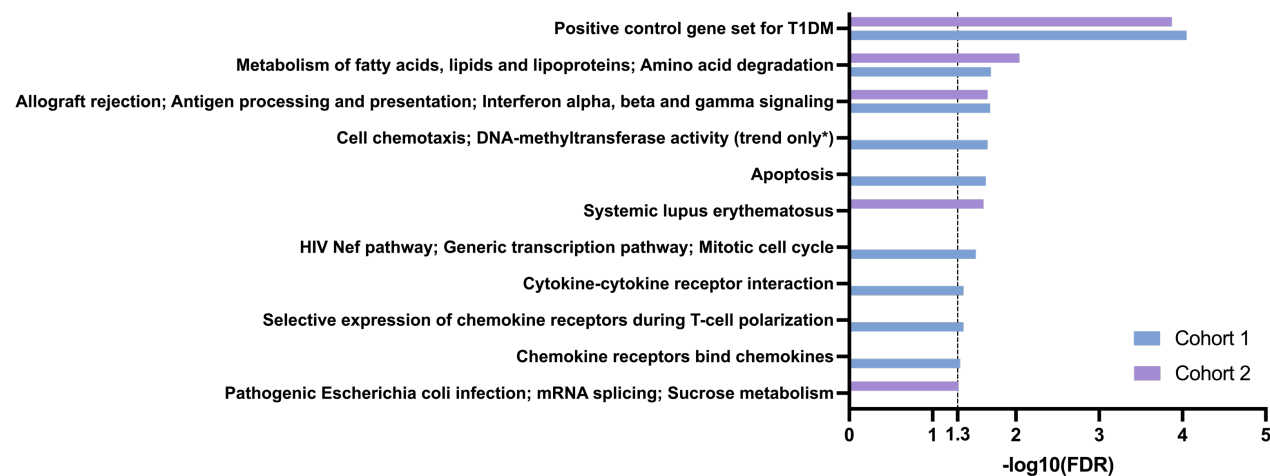 Positive control gene set for T1DM
Metabolism of fatty acids, lipids and lipoproteins; Amino acid degradation
Allograft rejection; Antigen processing and presentation; Interferon alpha, beta and gamma signaling
Cell chemotaxis; DNA-methyltransferase activity (trend only*)
Apoptosis
Systemic lupus erythematosus
HIV Nef pathway; Generic transcription pathway; Mitotic cell cycle
Cytokine-cytokine receptor interaction
Selective expression of chemokine receptors during T-cell polarization
Chemokine receptors bind chemokines
Pathogenic Escherichia coli infection; mRNA splicing; Sucrose metabolism
Cohort 1
Cohort 2
0 1 1.3 2 3 4 5
-log10(FDR)